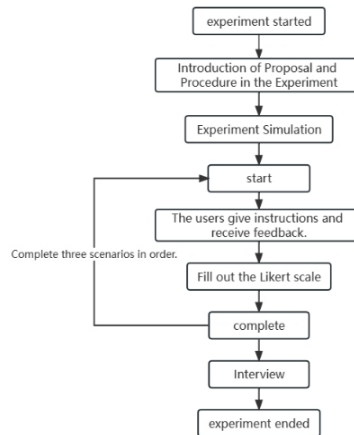 experiment started
Introduction of Proposal and
Procedure in the Experiment
Experiment Simulation
start
The users give instructions and
receive feedback.
Complete three scenarios in order.
Fill out the Likert scale
complete
Interview
experiment ended